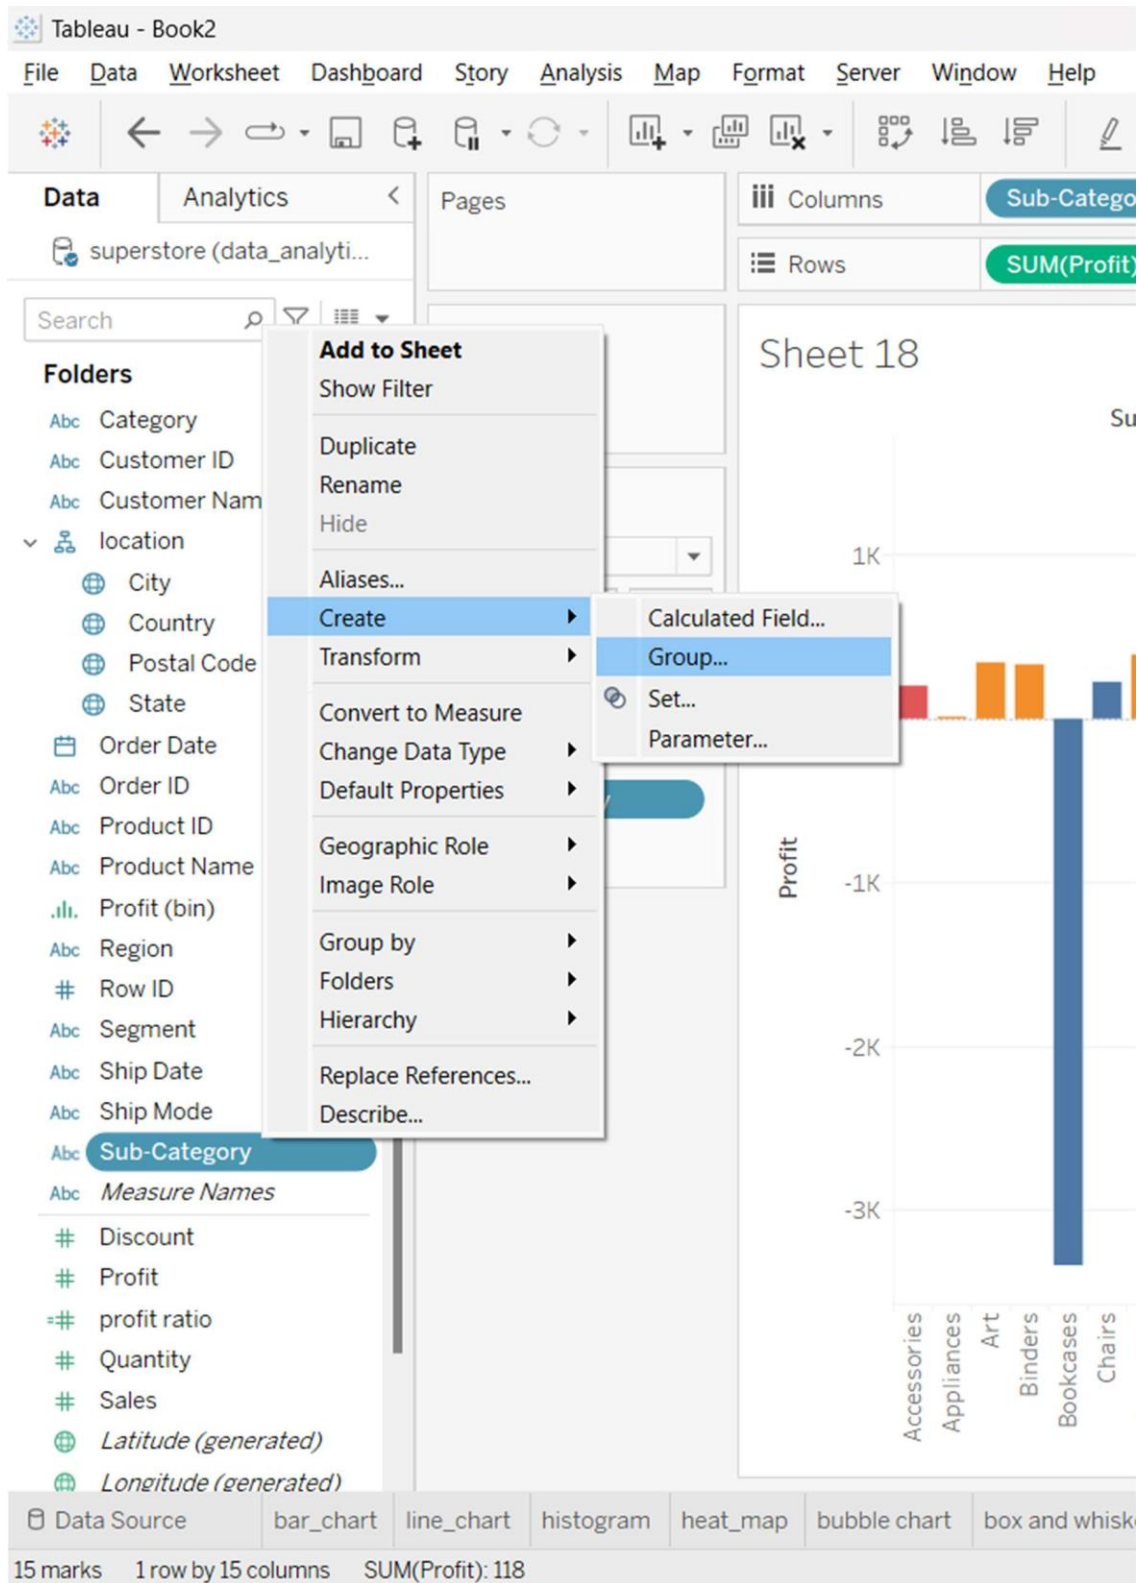 Tableau - Book2
File Data Worksheet Dashboard Story Analysis Map Format Server Window Help
Data Analytics
superstore (data_analyti...
Search
Folders
Abc Category
Abc Customer ID
Abc Customer Nam
location
City
Country
Postal Code
State
Order Date
Abc Order ID
Abc Product ID
Abc Product Name
Profit (bin)
Abc Region
# Row ID
Abc Segment
Abc Ship Date
Abc Ship Mode
Abc Sub-Category
Abc Measure Names
# Discount
# Profit
=# profit ratio
# Quantity
# Sales
Latitude (generated)
Longitude (generated)
Add to Sheet
Show Filter
Duplicate
Rename
Hide
Aliases...
Create
Transform
Convert to Measure
Change Data Type
Default Properties
Geographic Role
Image Role
Group by
Folders
Hierarchy
Replace References...
Describe...
Calculated Field...
Group...
Set...
Parameter...
Pages
Columns Sub-Catego
Rows SUM(Profit)
Sheet 18
Su
1K
-1K
-2K
-3K
Profit
Accessories
Appliances
Art
Binders
Bookcases
Chairs
Data Source bar_chart line_chart histogram heat_map bubble chart box and whisk
15 marks 1 row by 15 columns SUM(Profit): 118